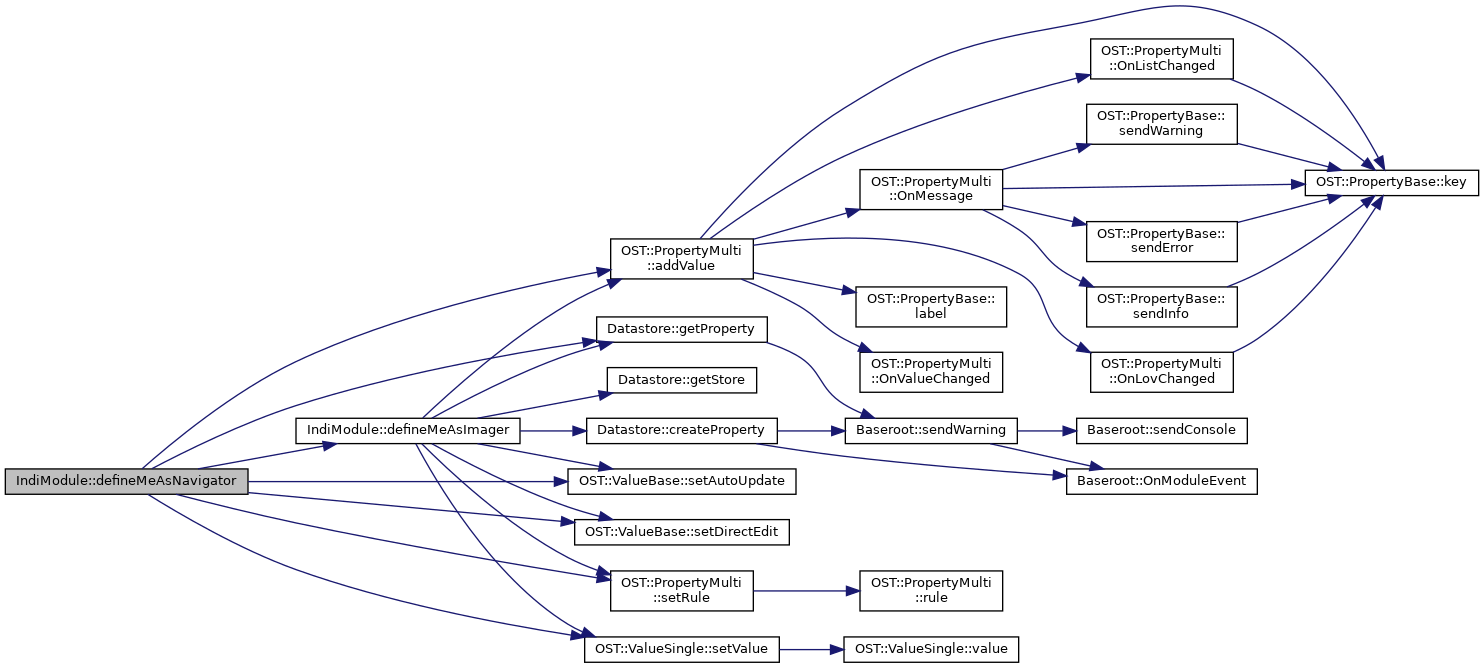 OST::PropertyMulti
::OnListChanged
OST::PropertyBase::
sendWarning
OST::PropertyMulti
::OnMessage
OST::PropertyBase::key
OST::PropertyBase::
sendError
OST::PropertyMulti
::addValue
OST::PropertyBase::
label
OST::PropertyBase::
sendInfo
Datastore::getProperty
OST::PropertyMulti
::OnValueChanged
OST::PropertyMulti
::OnLovChanged
Datastore::getStore
IndiModule::defineMeAsImager
Datastore::createProperty
Baseroot::sendWarning
Baseroot::sendConsole
IndiModule::defineMeAsNavigator
OST::ValueBase::setAutoUpdate
Baseroot::OnModuleEvent
OST::ValueBase::setDirectEdit
OST::PropertyMulti
::setRule
OST::PropertyMulti
::rule
OST::ValueSingle::setValue
OST::ValueSingle::value